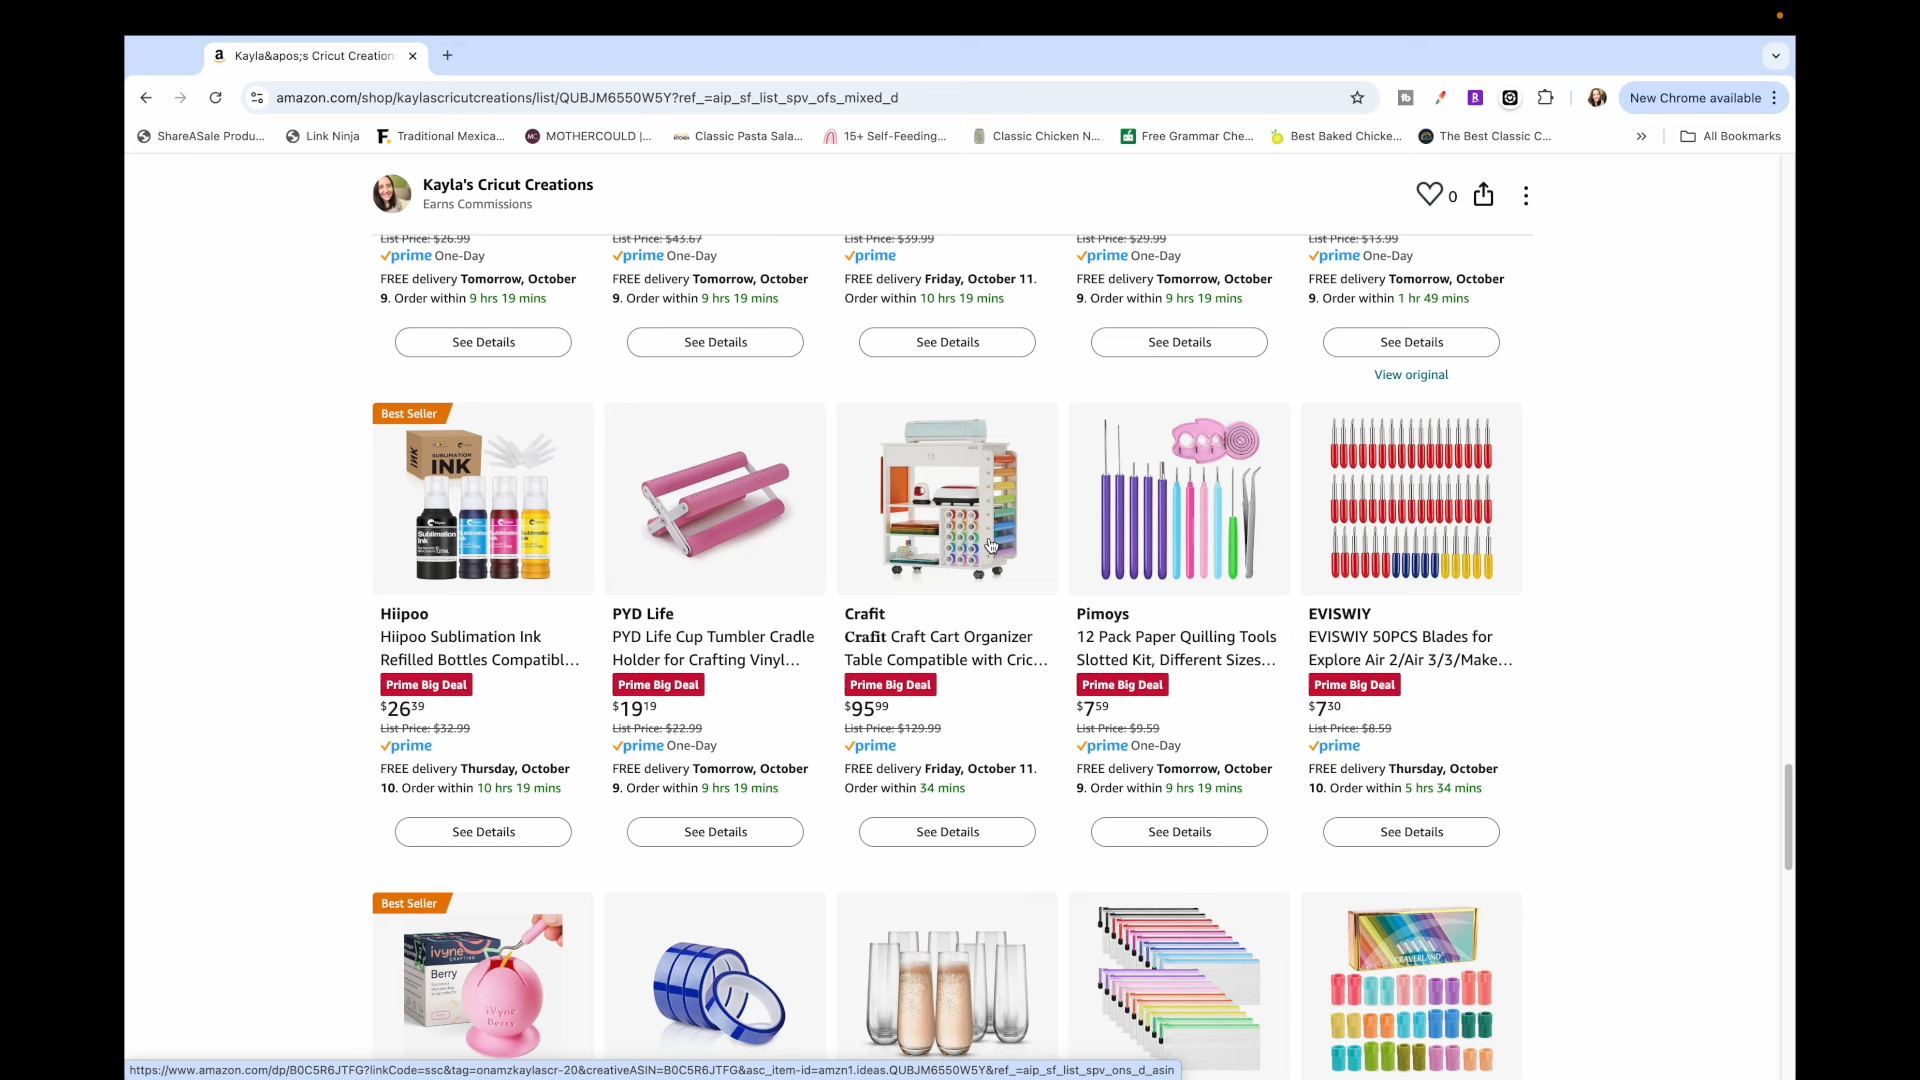 Kayla&apos;s Cricut Creation
amazon.com/shop/kaylascricutcreations/list/QUBJM6550W5Y?ref_=aip_sf_list_spv_ofs_mixed_d
New Chrome available
ShareASale Produ...
Link Ninja
Traditional Mexica...
MOTHERCOULD |...
Classic Pasta Sala...
15+ Self-Feeding...
Classic Chicken N...
Free Grammar Che...
Best Baked Chicke...
The Best Classic C...
All Bookmarks
Kayla's Cricut Creations
Earns Commissions
0
List Price: $26.99
prime One-Day
FREE delivery Tomorrow, October
9. Order within 9 hrs 19 mins
See Details
List Price: $43.67
prime One-Day
FREE delivery Tomorrow, October
9. Order within 9 hrs 19 mins
See Details
List Price: $39.99
prime
FREE delivery Friday, October 11.
Order within 10 hrs 19 mins
See Details
List Price: $29.99
prime One-Day
FREE delivery Tomorrow, October
9. Order within 9 hrs 19 mins
See Details
List Price: $13.99
prime One-Day
FREE delivery Tomorrow, October
9. Order within 1 hr 49 mins
See Details
View original
Best Seller
INK
SUBLIMATION
INK
Sublimation
Ink
Hiipoo
Hiipoo Sublimation Ink
Refilled Bottles Compatibl...
Prime Big Deal
$26 39
List Price: $32.99
prime
FREE delivery Thursday, October
10. Order within 10 hrs 19 mins
See Details
PYD Life
PYD Life Cup Tumbler Cradle
Holder for Crafting Vinyl...
Prime Big Deal
$19 19
List Price: $22.99
prime One-Day
FREE delivery Tomorrow, October
9. Order within 9 hrs 19 mins
See Details
Crafit
Crafit Craft Cart Organizer
Table Compatible with Cric...
Prime Big Deal
$95 99
List Price: $129.99
prime
FREE delivery Friday, October 11.
Order within 34 mins
See Details
Pimoys
12 Pack Paper Quilling Tools
Slotted Kit, Different Sizes...
Prime Big Deal
$7 59
List Price: $9.59
prime One-Day
FREE delivery Tomorrow, October
9. Order within 9 hrs 19 mins
See Details
EVISWIY
EVISWIY 50PCS Blades for
Explore Air 2/Air 3/3/Make...
Prime Big Deal
$7 30
List Price: $8.59
prime
FREE delivery Thursday, October
10. Order within 5 hrs 34 mins
See Details
Best Seller
ivyne
CRAFTING
Berry
iVyne
Berry
CRAVERLAND
https://www.amazon.com/dp/B0C5R6JTFG?linkCode=ssc&tag=onamzkaylascr-20&creativeASIN=B0C5R6JTFG&asc_item-id=amzn1.ideas.QUBJM6550W5Y&ref_=aip_sf_list_spv_ons_d_asin